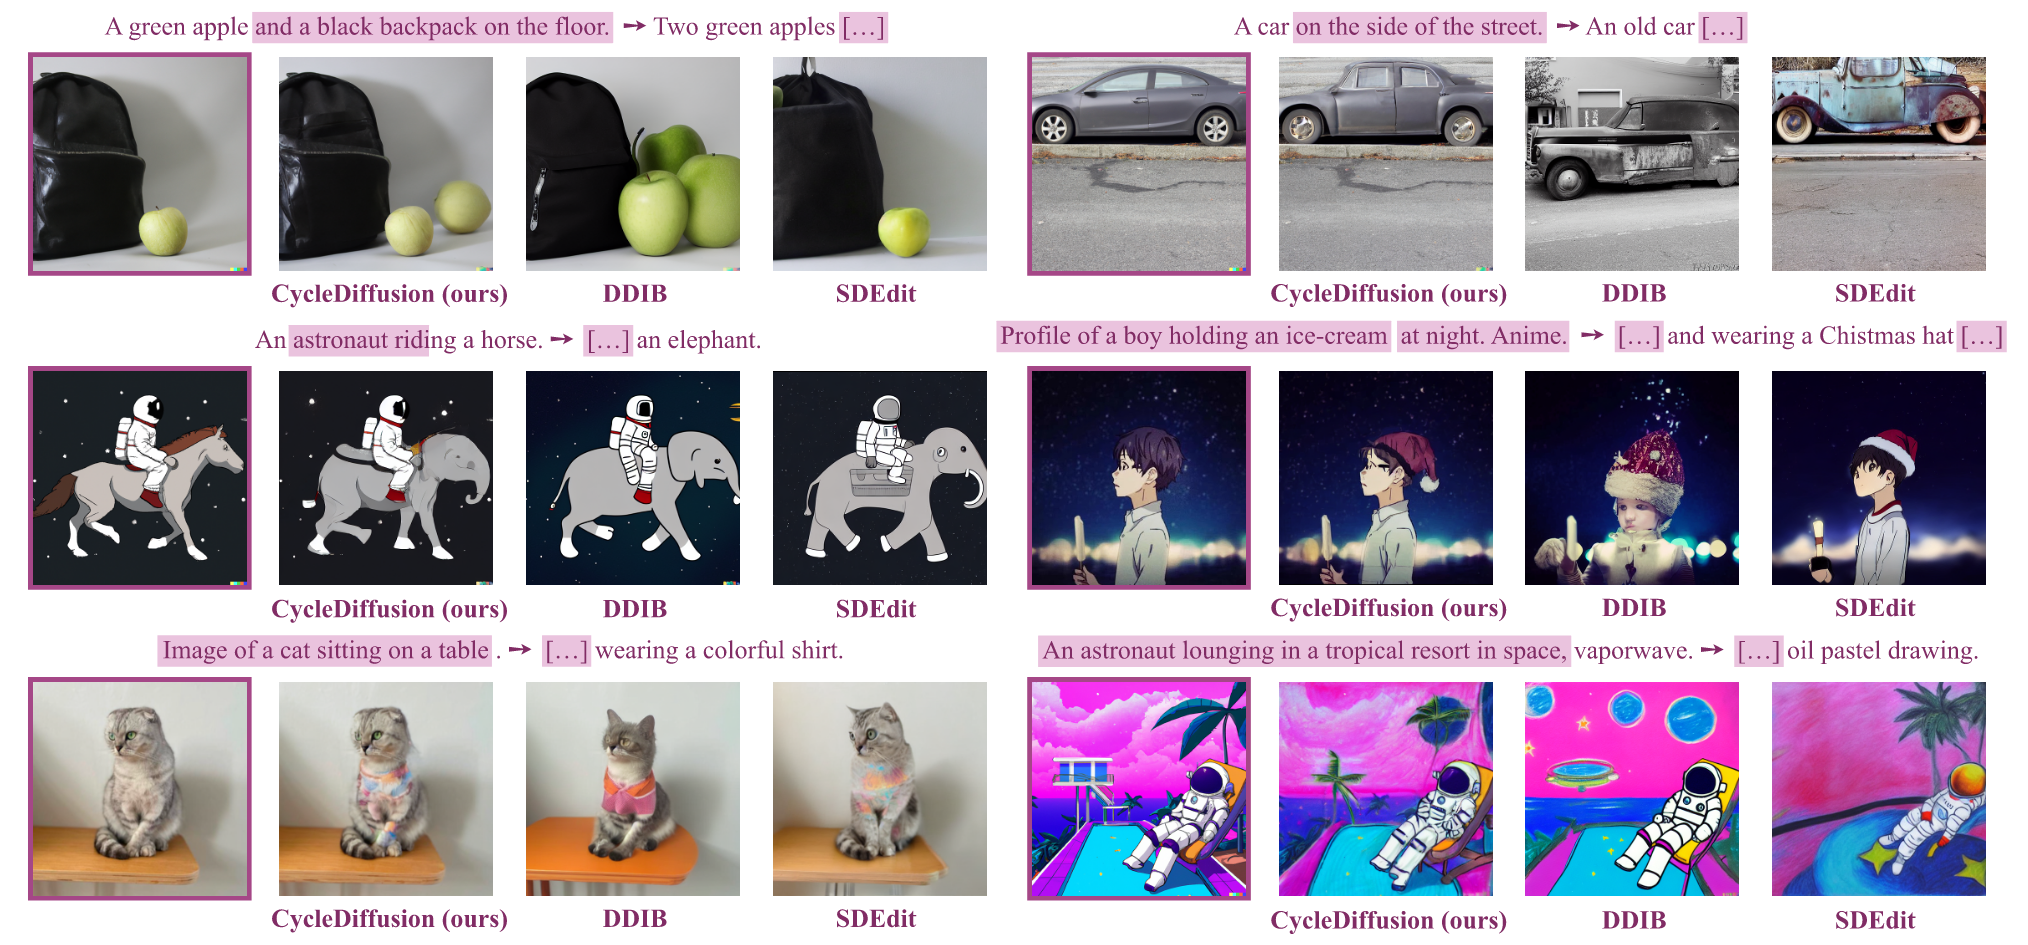 A green apple and a black backpack on the floor. → Two green apples […]
A car on the side of the street. → An old car […]
CycleDiffusion (ours) DDIB SDEdit
CycleDiffusion (ours) DDIB SDEdit
An astronaut riding a horse. → […] an elephant.
Profile of a boy holding an ice-cream at night. Anime. → […] and wearing a Chistmas hat […]
CycleDiffusion (ours) DDIB SDEdit
CycleDiffusion (ours) DDIB SDEdit
Image of a cat sitting on a table . → […] wearing a colorful shirt.
An astronaut lounging in a tropical resort in space, vaporwave. → […] oil pastel drawing.
CycleDiffusion (ours) DDIB SDEdit
CycleDiffusion (ours) DDIB SDEdit